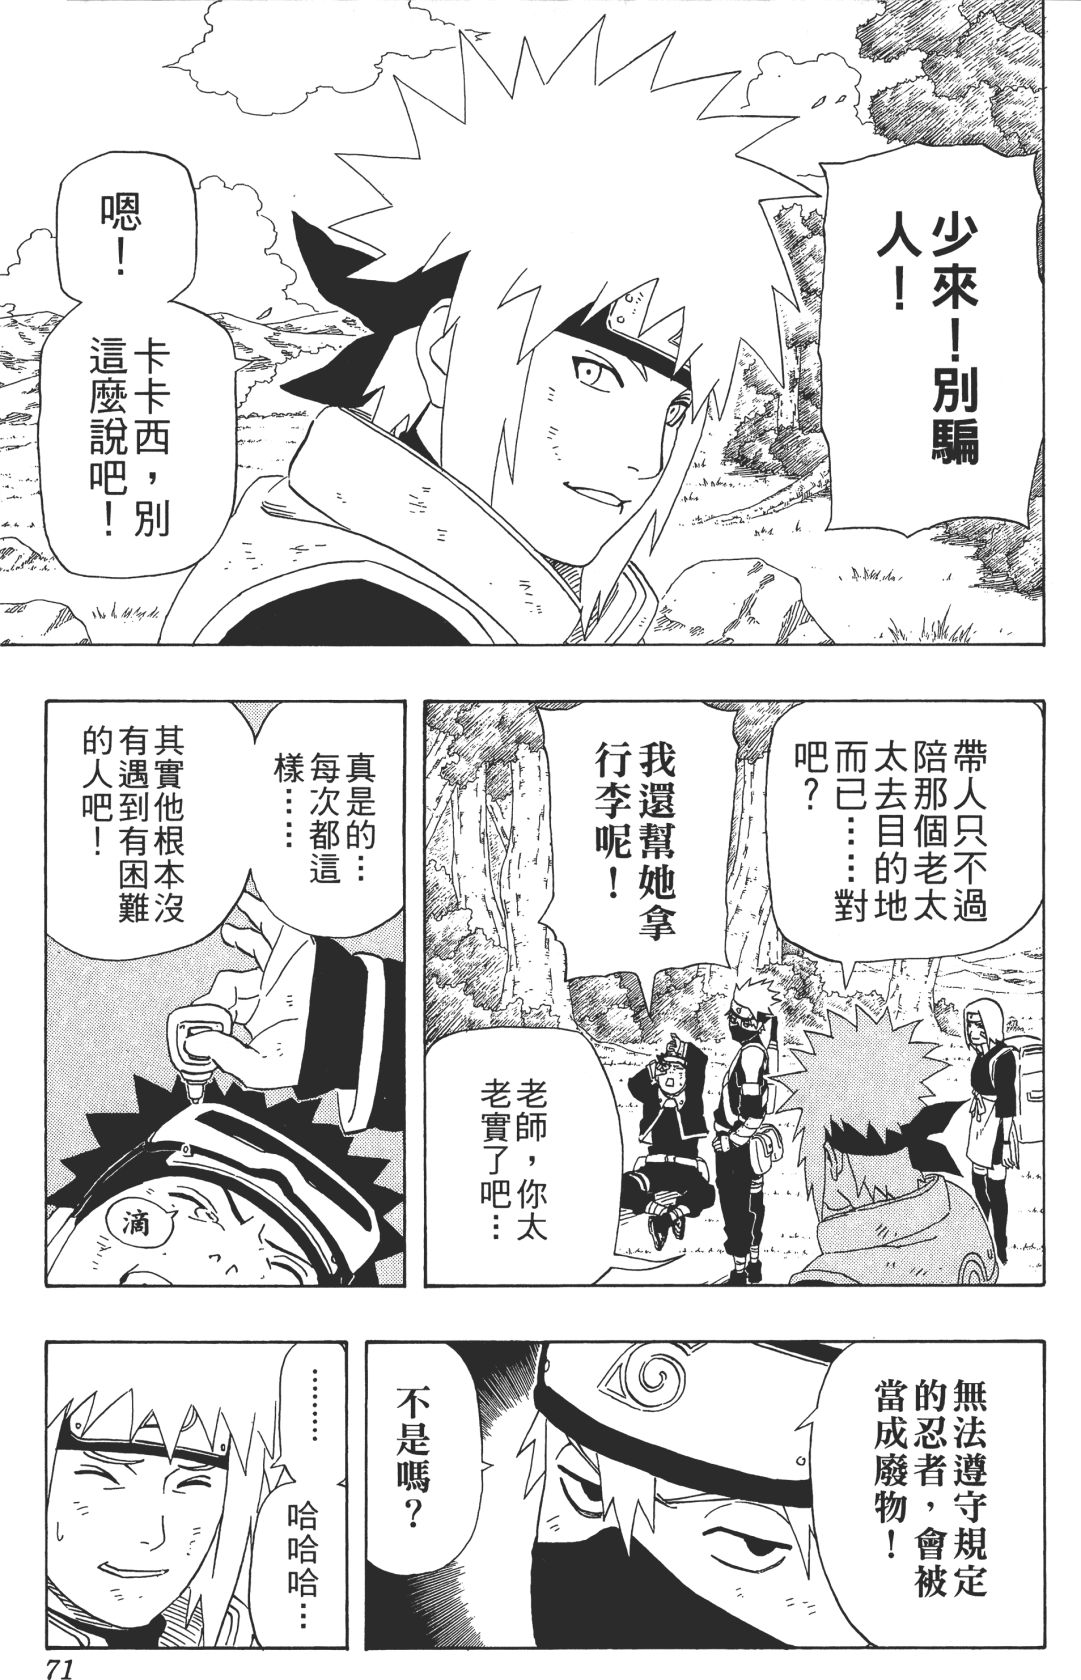 少來！別騙
人！
嗯！
卡卡西，別
這麼說吧！
帶人只不過
陪那個老太
太去目的地
而已……對
吧？
我還幫她拿
行李呢！
老師，你太
老實了吧…
真是的…
每次都這
樣……
其實他根本沒
有遇到有困難
的人吧！
滴
無法遵守規定
的忍者，會被
當成廢物！
不是嗎？
………
哈哈哈…
71